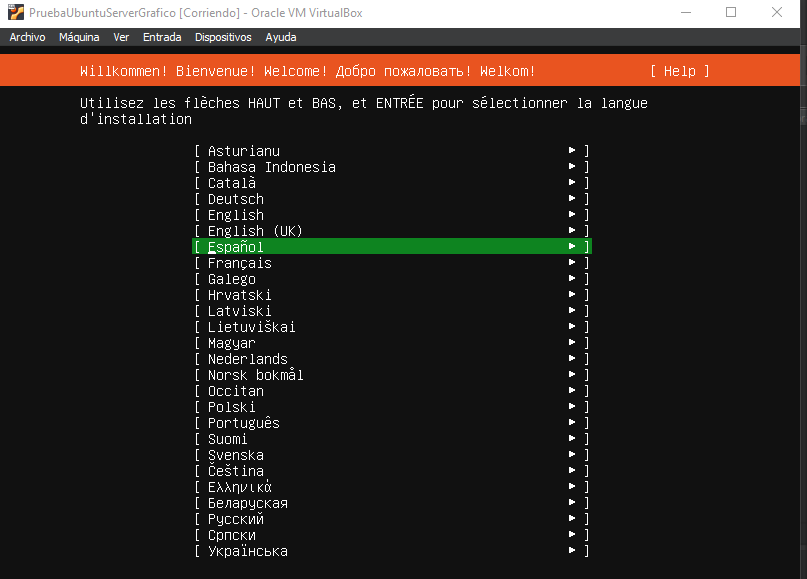 PruebaUbuntuServerGrafico [Corriendo] - Oracle VM VirtualBox
Archivo Máquina Ver Entrada Dispositivos Ayuda
Willkommen! Bienvenue! Welcome! Добро пожаловать! Welkom! [ Help ]
Utilisez les flèches HAUT et BAS, et ENTRÉE pour sélectionner la langue
d'installation
[ Asturianu ► ]
[ Bahasa Indonesia ► ]
[ Català ► ]
[ Deutsch ► ]
[ English ► ]
[ English (UK) ► ]
[ Español ► ]
[ Français ► ]
[ Galego ► ]
[ Hrvatski ► ]
[ Latviski ► ]
[ Lietuviškai ► ]
[ Magyar ► ]
[ Nederlands ► ]
[ Norsk bokmål ► ]
[ Occitan ► ]
[ Polski ► ]
[ Português ► ]
[ Suomi ► ]
[ Svenska ► ]
[ Čeština ► ]
[ Ελληνικά ► ]
[ Беларуская ► ]
[ Русский ► ]
[ Српски ► ]
[ Українська ► ]